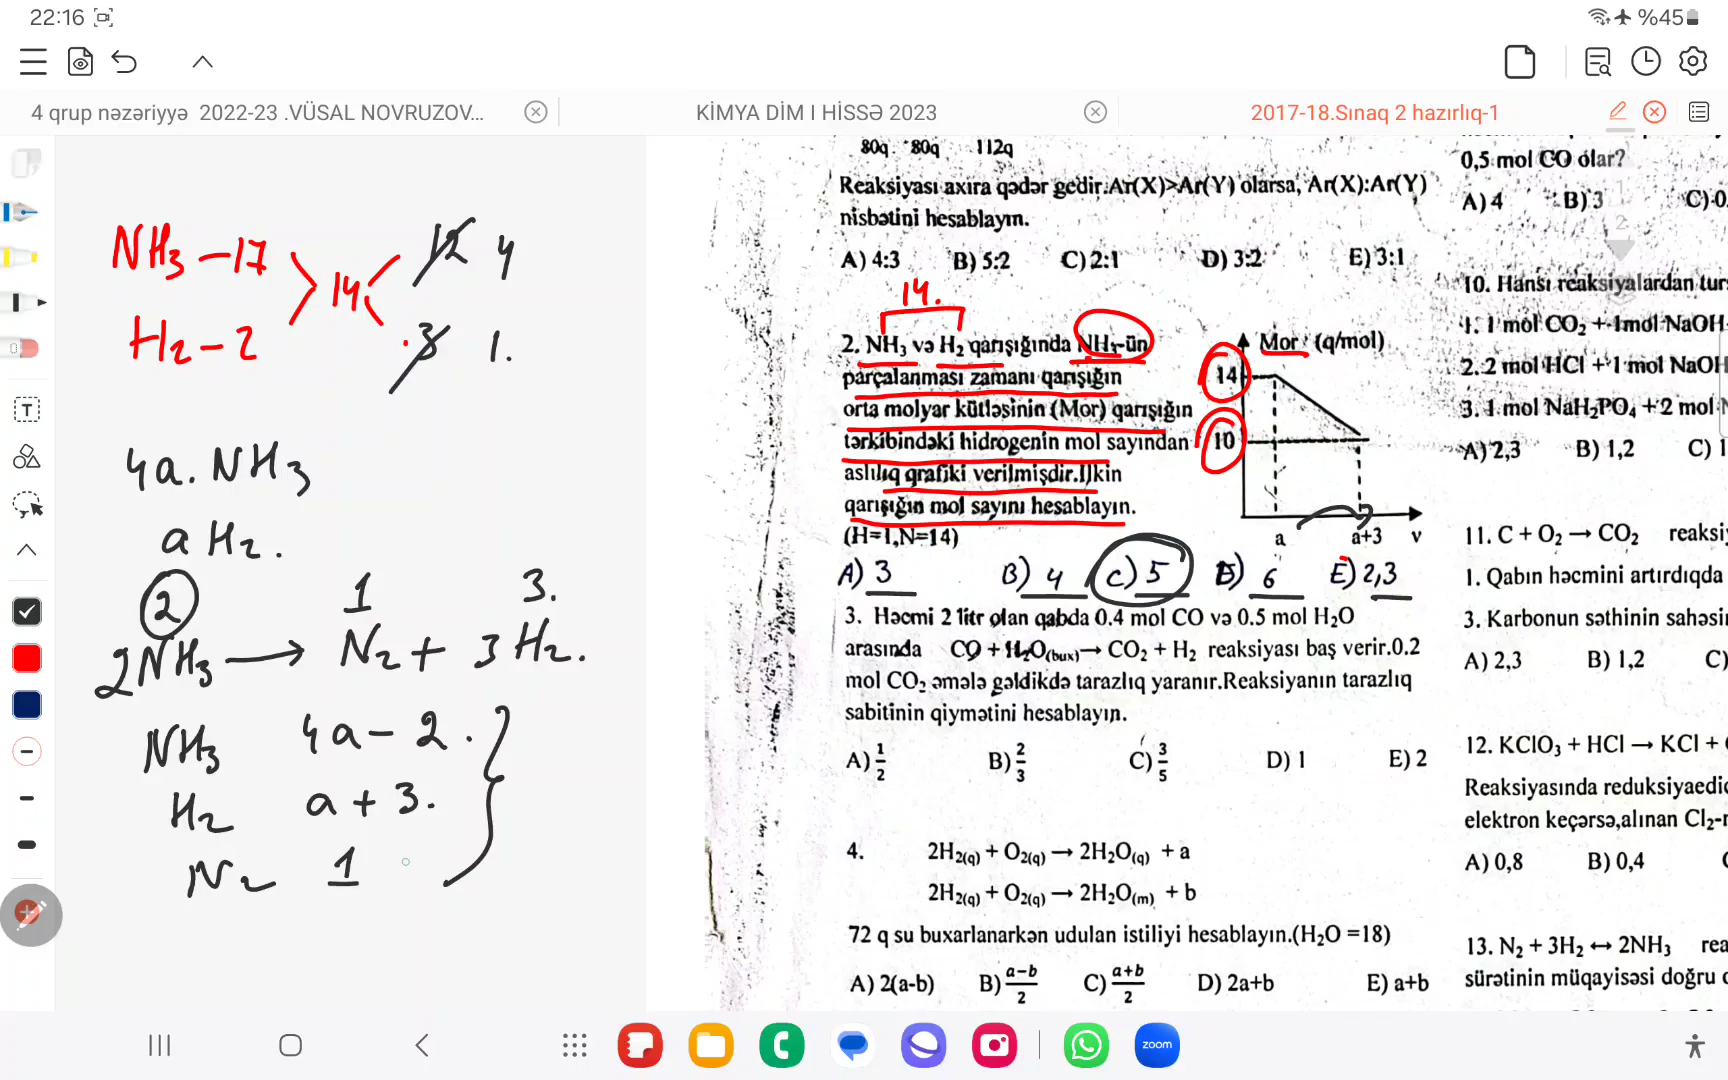 22:16
%45
4 qrup nəzəriyyə 2022-23 .VÜSAL NOVRUZOV...
KİMYA DİM I HİSSƏ 2023
2017-18.Sınaq 2 hazırlıq-1
NH3 – 17
H2 – 2
14
12 4
3 1.
4a. NH3
a H2.
2 1 3.
2NH3 → N2 + 3H2.
NH3 4a – 2.
H2 a + 3.
N2 1
80q 80q 112q
Reaksiyası axıra qədər gedir.Ar(X)>Ar(Y) olarsa, Ar(X):Ar(Y)
nisbətini hesablayın.
A) 4:3 B) 5:2 C) 2:1 D) 3:2 E) 3:1
14.
2. NH₃ və H₂ qarışığında NH₃-ün
parçalanması zamanı qarışığın
orta molyar kütləsinin (Mor) qarışığın
tərkibindəki hidrogenin mol sayından
asılılıq qrafiki verilmişdir.İlkin
qarışığın mol sayını hesablayın.
(H=1,N=14)
Mor (q/mol)
14
10
a a+3 v
A) 3 B) 4 C) 5 D) 6 E) 2,3
3. Həcmi 2 litr olan qabda 0.4 mol CO və 0.5 mol H₂O
arasında CO + H₂O(bux)→ CO₂ + H₂ reaksiyası baş verir.0.2
mol CO₂ əmələ gəldikdə tarazlıq yaranır.Reaksiyanın tarazlıq
sabitinin qiymətini hesablayın.
A) 1/2 B) 2/3 C) 3/5 D) 1 E) 2
4. 2H₂(q) + O₂(q) → 2H₂O(q) + a
2H₂(q) + O₂(q) → 2H₂O(m) + b
72 q su buxarlanarkən udulan istiliyi hesablayın.(H₂O =18)
A) 2(a-b) B) a−b/2 C) a+b/2 D) 2a+b E) a+b
0,5 mol CO olar?
A) 4 B) 3 C) 0
10. Hansı reaksiyalardan turş
1. 1 mol CO₂ + 1mol NaOH
2. 2 mol HCl + 1 mol NaOH
3. 1 mol NaH₂PO₄ + 2 mol
A) 2,3 B) 1,2 C) 1
11. C + O₂ → CO₂ reaksi
1. Qabın həcmini artırdıqda
3. Karbonun səthinin sahəsi
A) 2,3 B) 1,2 C)
12. KClO₃ + HCl → KCl +
Reaksiyasında reduksiyaedic
elektron keçərsə,alınan Cl₂-
A) 0,8 B) 0,4
13. N₂ + 3H₂ ↔ 2NH₃ rea
sürətinin müqayisəsi doğru
zoom